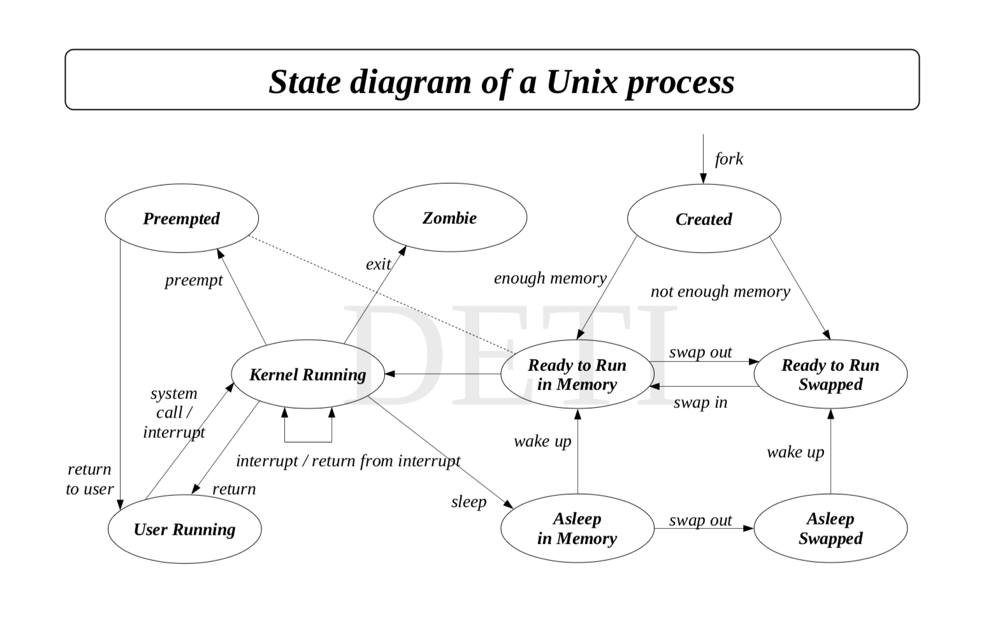 State diagram of a Unix process
fork
Preempted
Zombie
Created
exit
preempt
enough memory
not enough memory
DETI
Kernel Running
Ready to Run
in Memory
swap out
Ready to Run
Swapped
swap in
system
call /
interrupt
wake up
wake up
interrupt / return from interrupt
return
to user
return
sleep
User Running
Asleep
in Memory
swap out
Asleep
Swapped